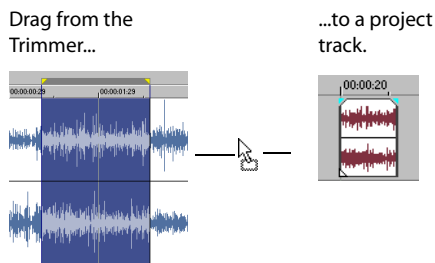 Drag from the
Trimmer...
...to a project
track.
00:00:00:29
00:00:01:29
00:00:20